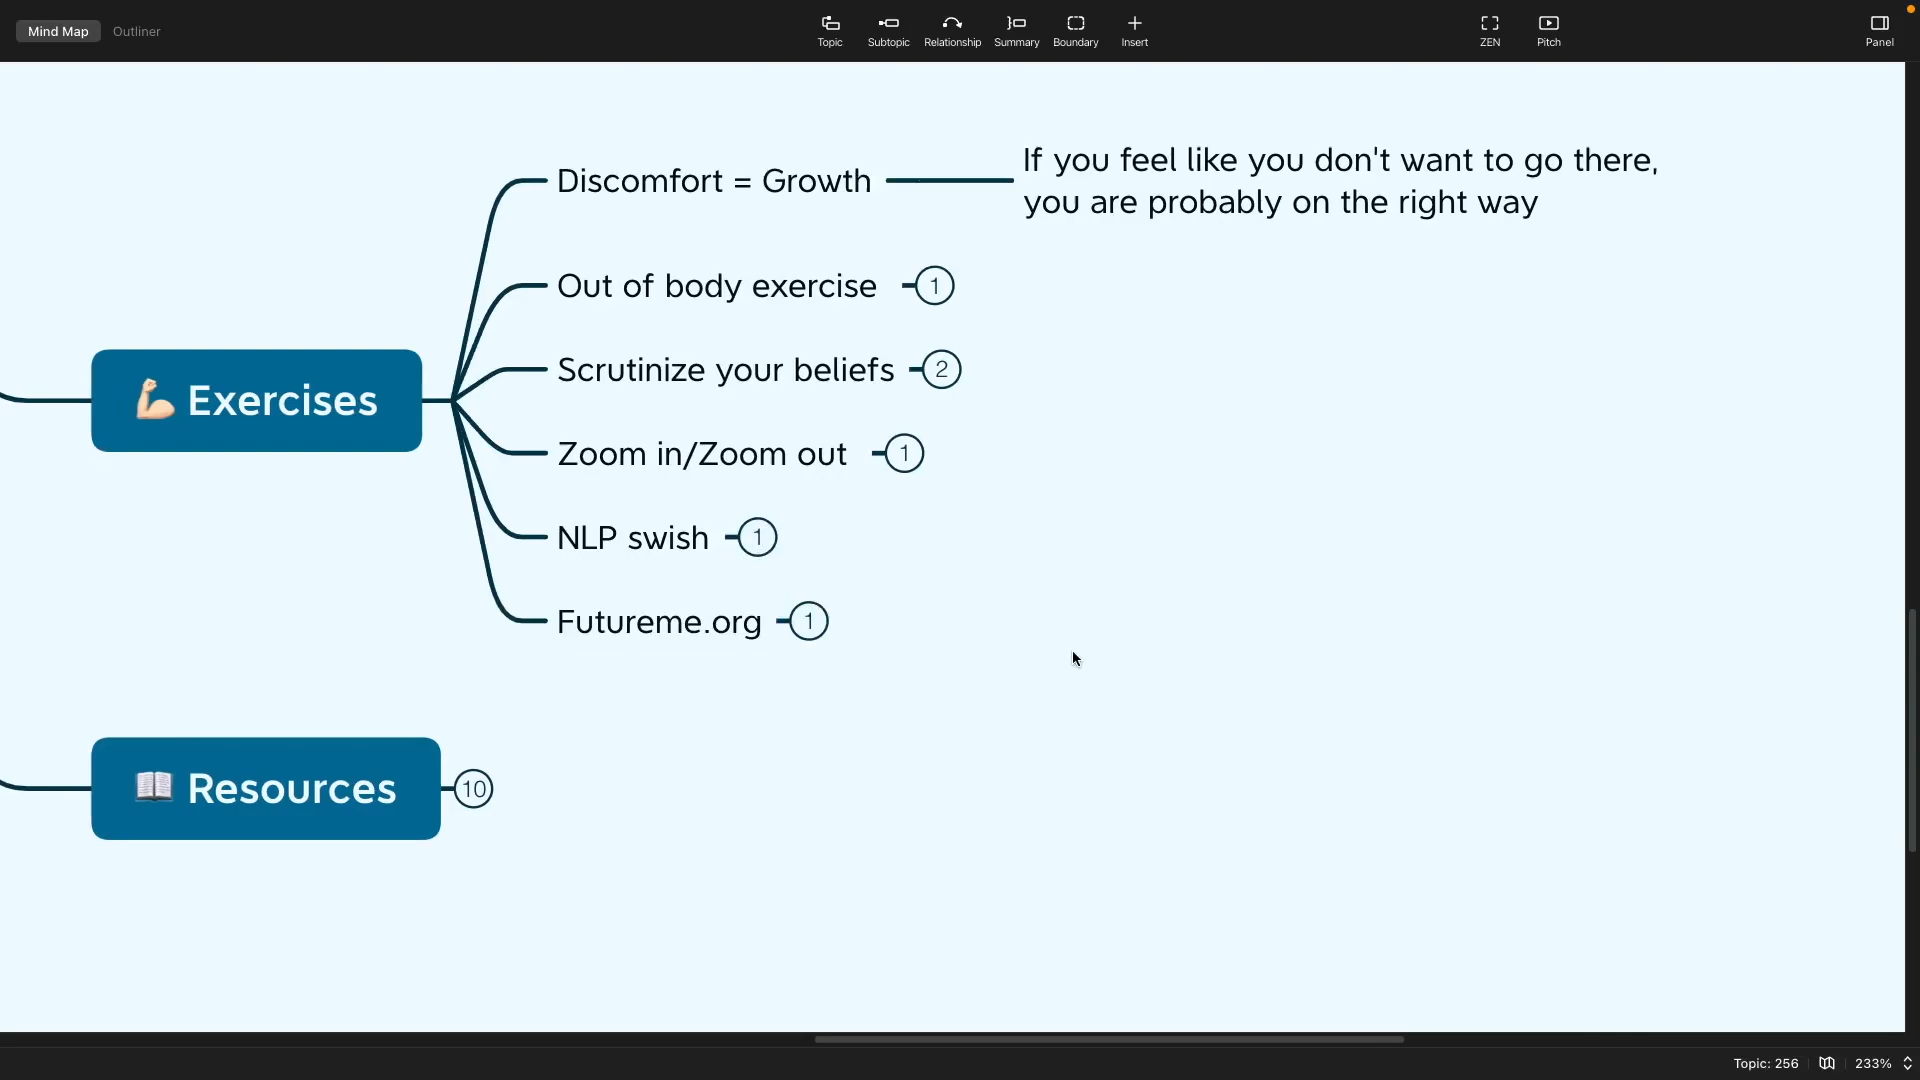 Mind Map
Outliner
Topic
Subtopic
Relationship
Summary
Boundary
Insert
ZEN
Pitch
Panel
Discomfort = Growth
If you feel like you don't want to go there,
you are probably on the right way
Out of body exercise
1
Scrutinize your beliefs
2
Exercises
Zoom in/Zoom out
1
NLP swish
1
Futureme.org
1
Resources
10
Topic: 256
233%